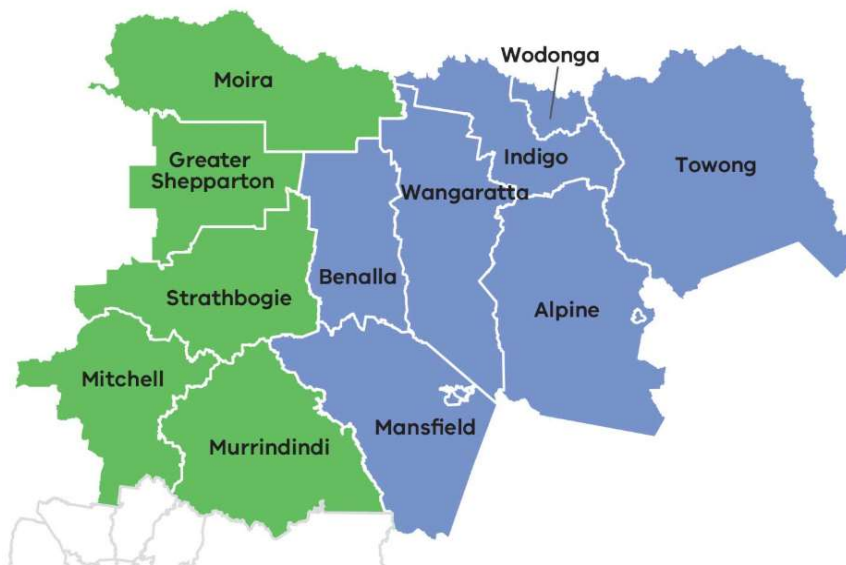 Wodonga
Moira
Greater
Shepparton
Indigo
Towong
Wangaratta
Benalla
Strathbogie
Alpine
Mitchell
Mansfield
Murrindindi